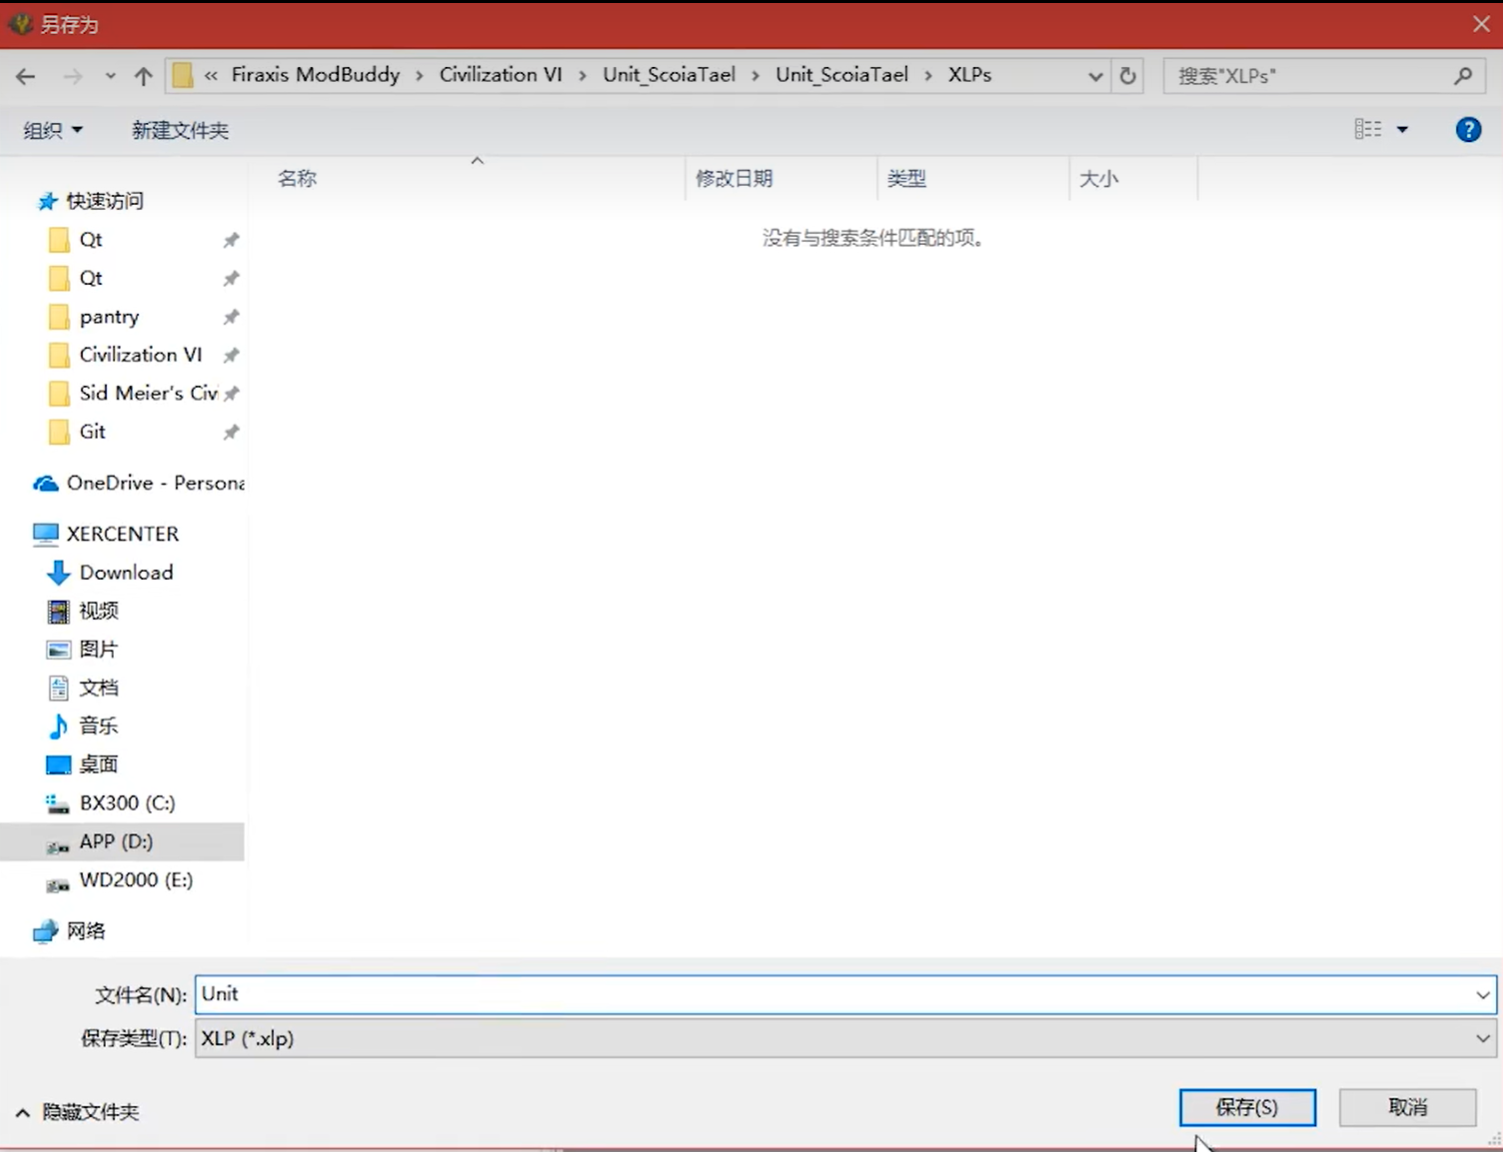 另存为
« Firaxis ModBuddy › Civilization VI › Unit_ScoiaTael › Unit_ScoiaTael › XLPs
搜索"XLPs"
组织 新建文件夹
名称 修改日期 类型 大小
没有与搜索条件匹配的项。
快速访问
Qt
Qt
pantry
Civilization VI
Sid Meier's Civi
Git
OneDrive - Persona
XERCENTER
Download
视频
图片
文档
音乐
桌面
BX300 (C:)
APP (D:)
WD2000 (E:)
网络
文件名(N): Unit
保存类型(T): XLP (*.xlp)
隐藏文件夹
保存(S) 取消